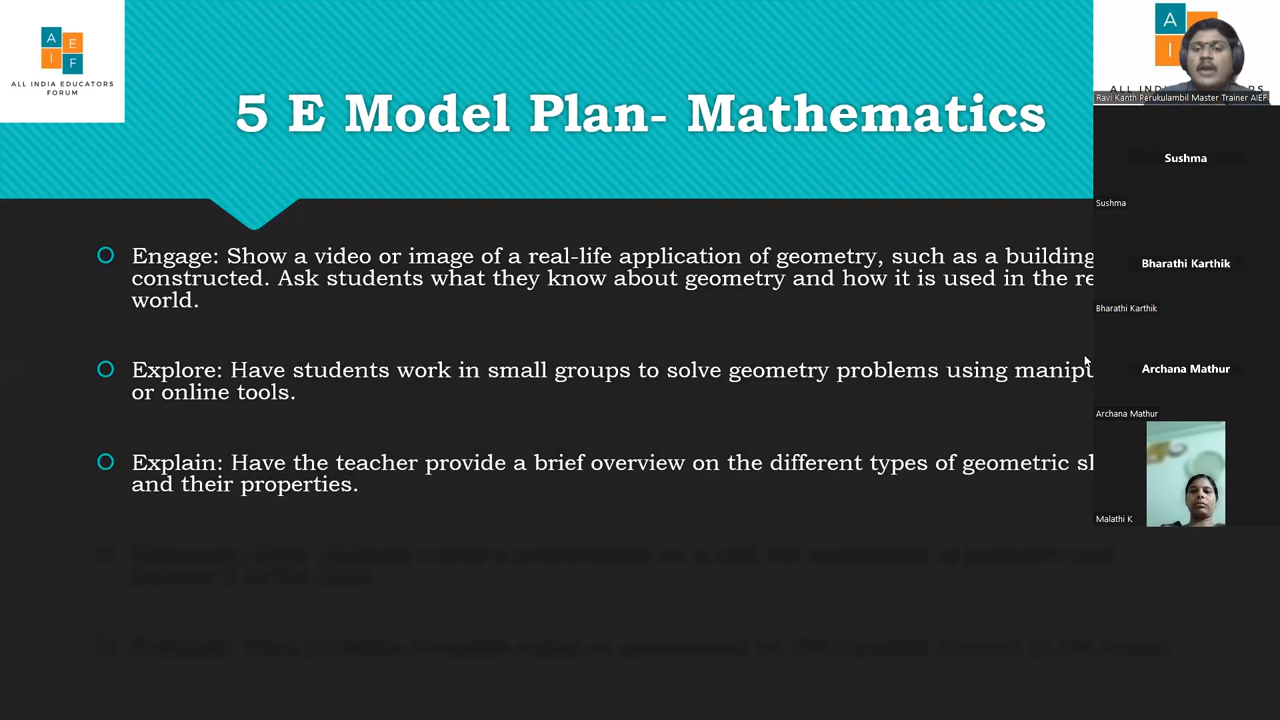 A
E
I
F
ALL INDIA EDUCATORS
FORUM
5 E Model Plan- Mathematics
Engage: Show a video or image of a real-life application of geometry, such as a building
constructed. Ask students what they know about geometry and how it is used in the re
world.
Explore: Have students work in small groups to solve geometry problems using manipu
or online tools.
Explain: Have the teacher provide a brief overview on the different types of geometric sh
and their properties.
A
I
Ravi Kanth Perukulambil Master Trainer AIEF
Sushma
Sushma
Bharathi Karthik
Bharathi Karthik
Archana Mathur
Archana Mathur
Malathi K